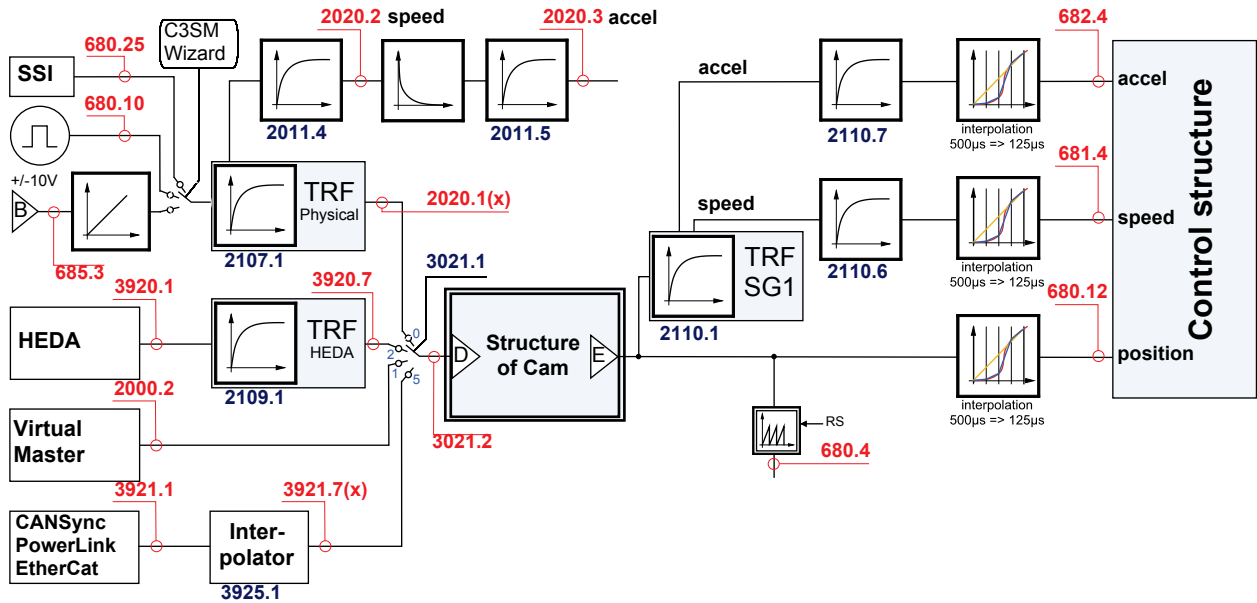 2020.2 speed
2020.3 accel
682.4
C3SM
Wizard
680.25
SSI
680.10
accel
accel
2011.4
2011.5
2110.7
interpolation
500µs => 125µs
Control structure
+/-10V
B
TRF
Physical
2020.1(x)
681.4
speed
speed
685.3
2107.1
3021.1
TRF
SG1
2110.6
interpolation
500µs => 125µs
3920.1
3920.7
2110.1
680.12
HEDA
TRF
HEDA
0
2
1
5
D
Structure
of Cam
E
position
2109.1
2000.2
interpolation
500µs => 125µs
Virtual
Master
3021.2
RS
680.4
3921.1
3921.7(x)
CANSync
PowerLink
EtherCat
Inter-
polator
3925.1